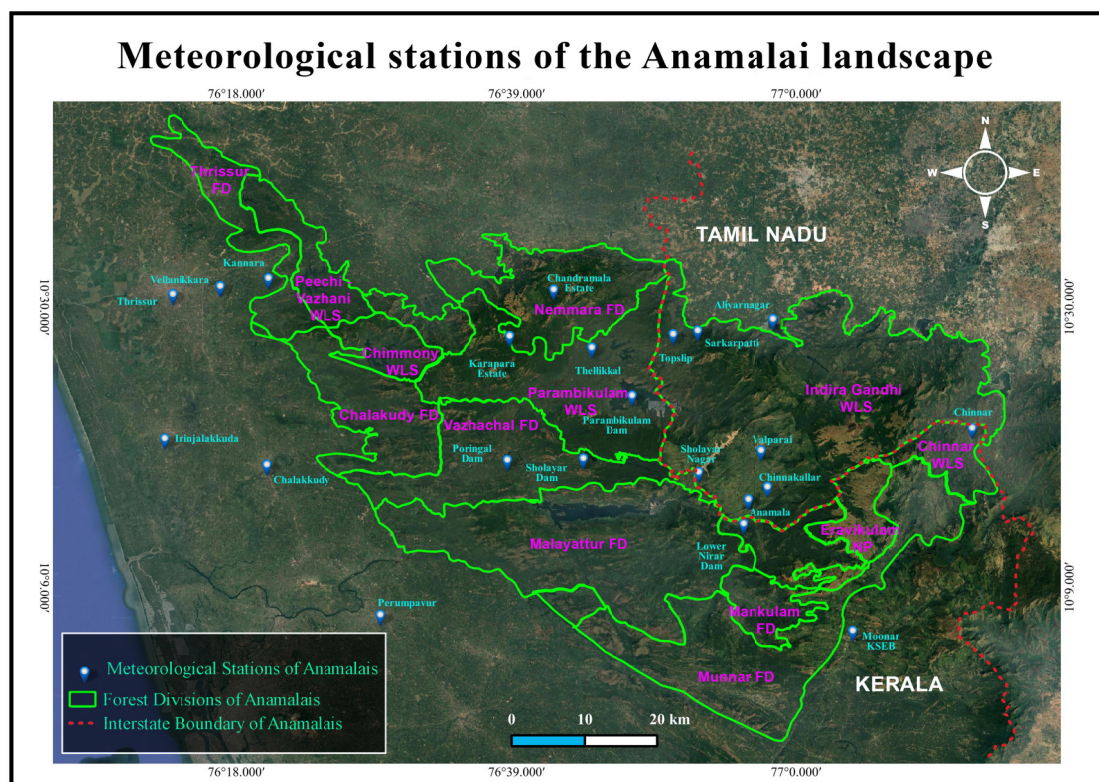 Meteorological stations of the Anamalai landscape
76°18.000'
76°39.000'
77°0.000'
N
W
E
S
Thrissur
FD
TAMIL NADU
Kannara
Vellanikkara
Thrissur
Peechi
Vazhani
WLS
Chandramala
Estate
Nemmara FD
10°30.000'
10°30.000'
Aliyarnagar
Sarkarpatti
Topslip
Karapara
Estate
Thellikkal
Chimmony
WLS
Parambikulam
WLS
Indira Gandhi
WLS
Parambikulam
Dam
Chalakudy FD
Vazhachal FD
Chinnar
Chinnar
WLS
Irinjalakkuda
Chalakkudy
Poringal
Dam
Sholayar
Dam
Sholayar
Nagar
Valparai
Chinnakallar
Anamala
Malayattur FD
Lower
Nirar
Dam
Eravikulam
NP
10°9.000'
10°9.000'
Perumpavur
Mankulam
FD
Moonar
KSEB
Munnar FD
KERALA
Meteorological Stations of Anamalais
Forest Divisions of Anamalais
Interstate Boundary of Anamalais
0
10
20 km
76°18.000'
76°39.000'
77°0.000'